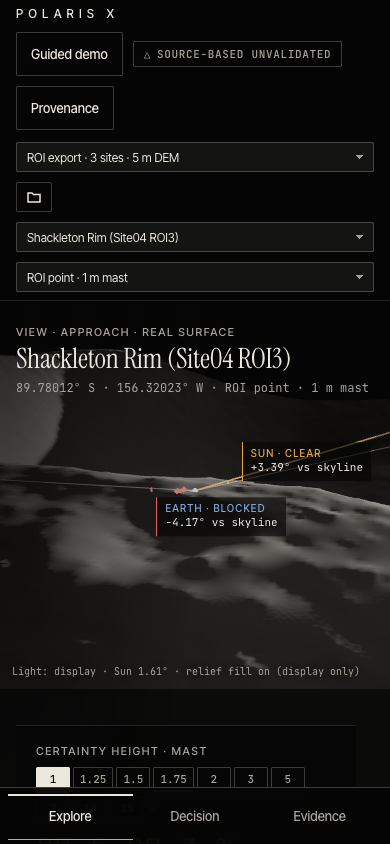 POLARIS X
Guided demo
△ SOURCE-BASED UNVALIDATED
Provenance
ROI export · 3 sites · 5 m DEM
Shackleton Rim (Site04 ROI3)
ROI point · 1 m mast
VIEW · APPROACH · REAL SURFACE
Shackleton Rim (Site04 ROI3)
89.78012° S · 156.32023° W · ROI point · 1 m mast
SUN · CLEAR
+3.39° vs skyline
EARTH · BLOCKED
-4.17° vs skyline
Light: display · Sun 1.61° · relief fill on (display only)
CERTAINTY HEIGHT · MAST
1 1.25 1.5 1.75 2 3 5
Explore Decision Evidence